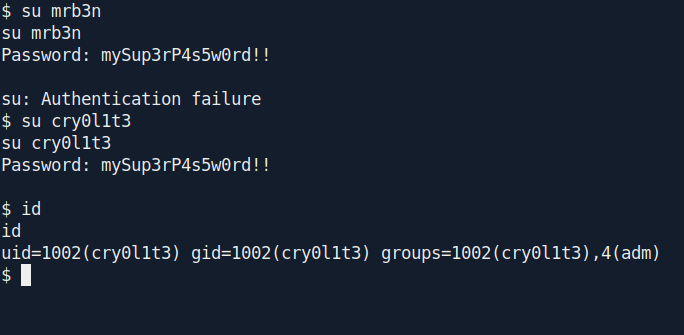 $ su mrb3n
su mrb3n
Password: mySup3rP4s5w0rd!!
su: Authentication failure
$ su cry0l1t3
su cry0l1t3
Password: mySup3rP4s5w0rd!!
$ id
id
uid=1002(cry0l1t3) gid=1002(cry0l1t3) groups=1002(cry0l1t3),4(adm)
$